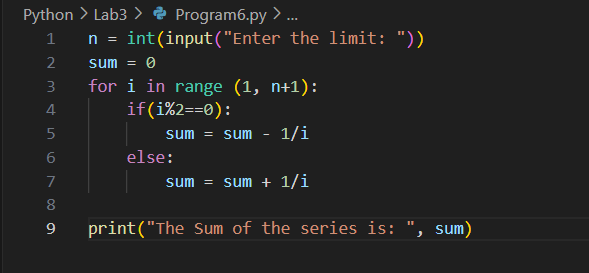 Python > Lab3 > Program6.py > ...
1 n = int(input("Enter the limit: "))
2 sum = 0
3 for i in range (1, n+1):
4     if(i%2==0):
5         sum = sum - 1/i
6     else:
7         sum = sum + 1/i
8
9 print("The Sum of the series is: ", sum)